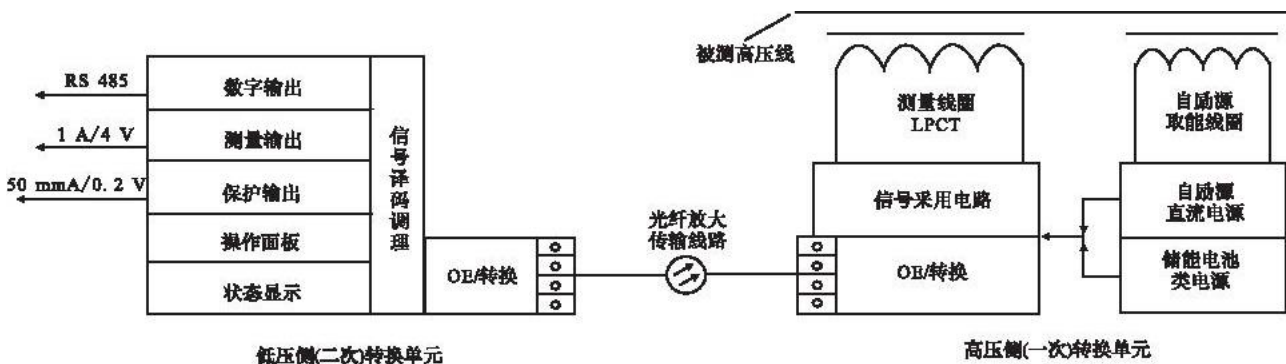 RS 485
1 A/4 V
50 mmA/0. 2 V
数字输出
测量输出
保护输出
操作面板
状态显示
信号译码调理
OE/转换
低压侧(二次)转换单元
光纤放大
传输线路
被测高压线
测量线圈
LPCT
信号采用电路
OE/转换
自励源
取能线圈
自励源
直流电源
储能电池
类电源
高压侧(一次)转换单元